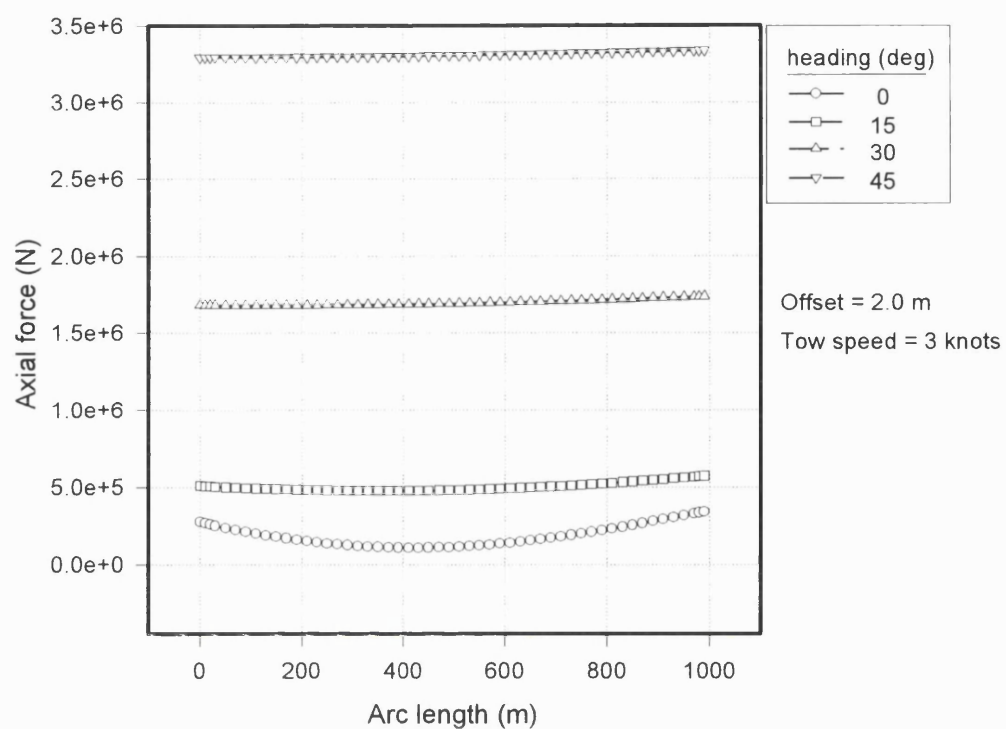 3.5e+6
3.0e+6
2.5e+6
2.0e+6
1.5e+6
1.0e+6
5.0e+5
0.0e+0
Axial force (N)
0 200 400 600 800 1000
Arc length (m)
heading (deg)
0
15
30
45
Offset = 2.0 m
Tow speed = 3 knots